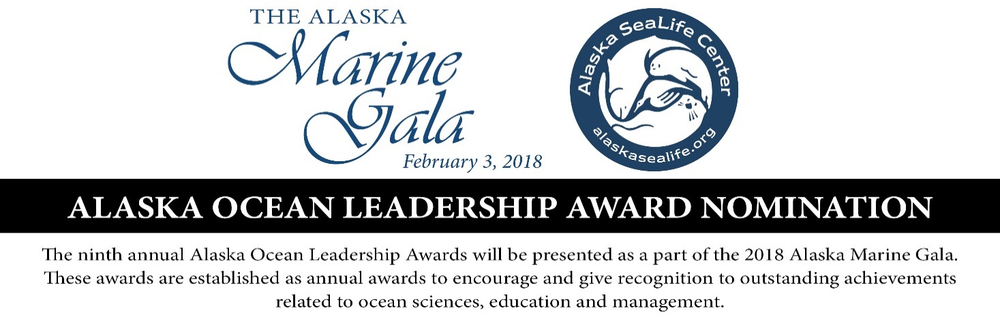 THE ALASKA
Marine
Gala
February 3, 2018
Alaska SeaLife Center
alaskasealife.org
ALASKA OCEAN LEADERSHIP AWARD NOMINATION
The ninth annual Alaska Ocean Leadership Awards will be presented as a part of the 2018 Alaska Marine Gala.
These awards are established as annual awards to encourage and give recognition to outstanding achievements
related to ocean sciences, education and management.